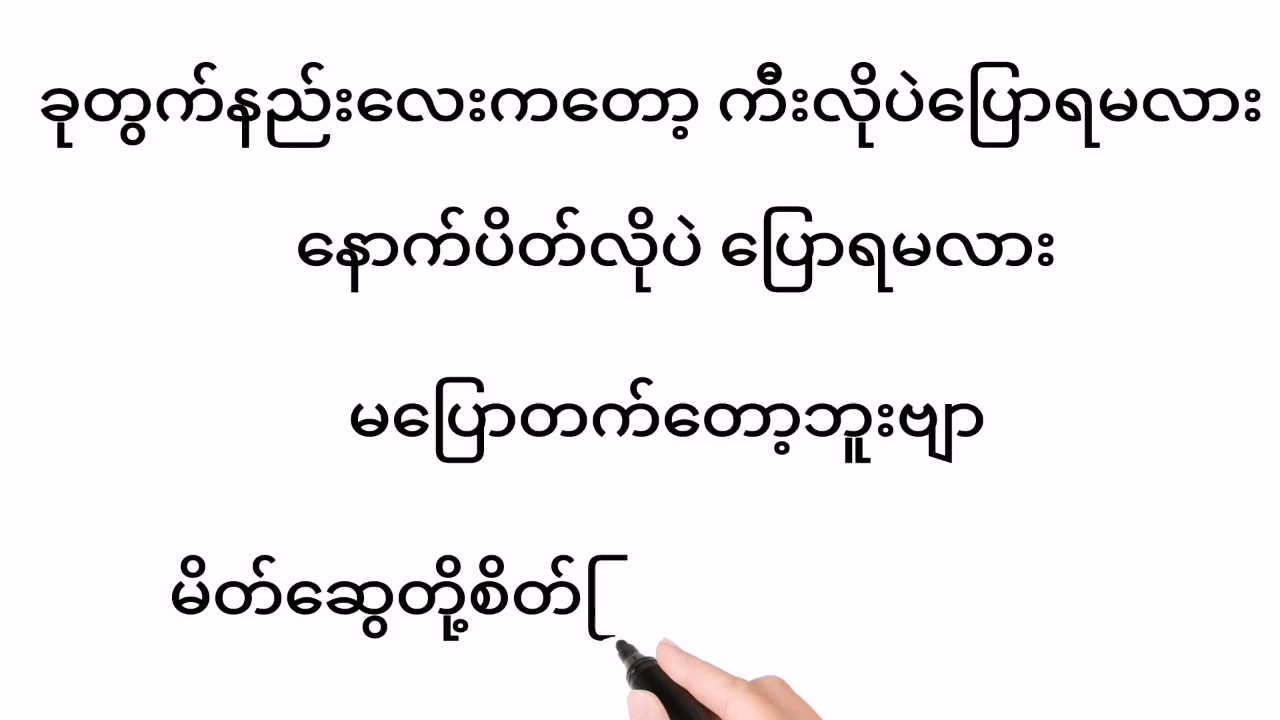 ခုတွက်နည်းလေးကတော့ ကီးလိုပဲပြောရမလား
နောက်ပိတ်လိုပဲ ပြောရမလား
မပြောတက်တော့ဘူးဗျာ
မိတ်ဆွေတို့စိတ်